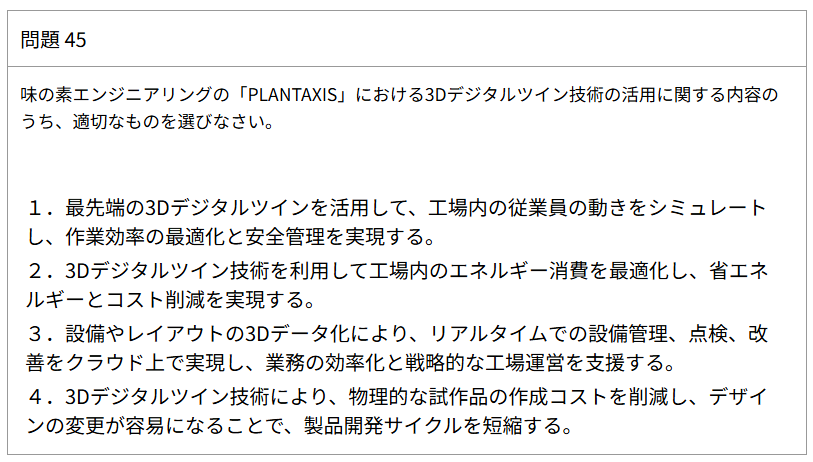 問題 45
味の素エンジニアリングの「PLANTAXIS」における3Dデジタルツイン技術の活用に関する内容の
うち、適切なものを選びなさい。
１．最先端の3Dデジタルツインを活用して、工場内の従業員の動きをシミュレート
し、作業効率の最適化と安全管理を実現する。
２．3Dデジタルツイン技術を利用して工場内のエネルギー消費を最適化し、省エネ
ルギーとコスト削減を実現する。
３．設備やレイアウトの3Dデータ化により、リアルタイムでの設備管理、点検、改
善をクラウド上で実現し、業務の効率化と戦略的な工場運営を支援する。
４．3Dデジタルツイン技術により、物理的な試作品の作成コストを削減し、デザイ
ンの変更が容易になることで、製品開発サイクルを短縮する。